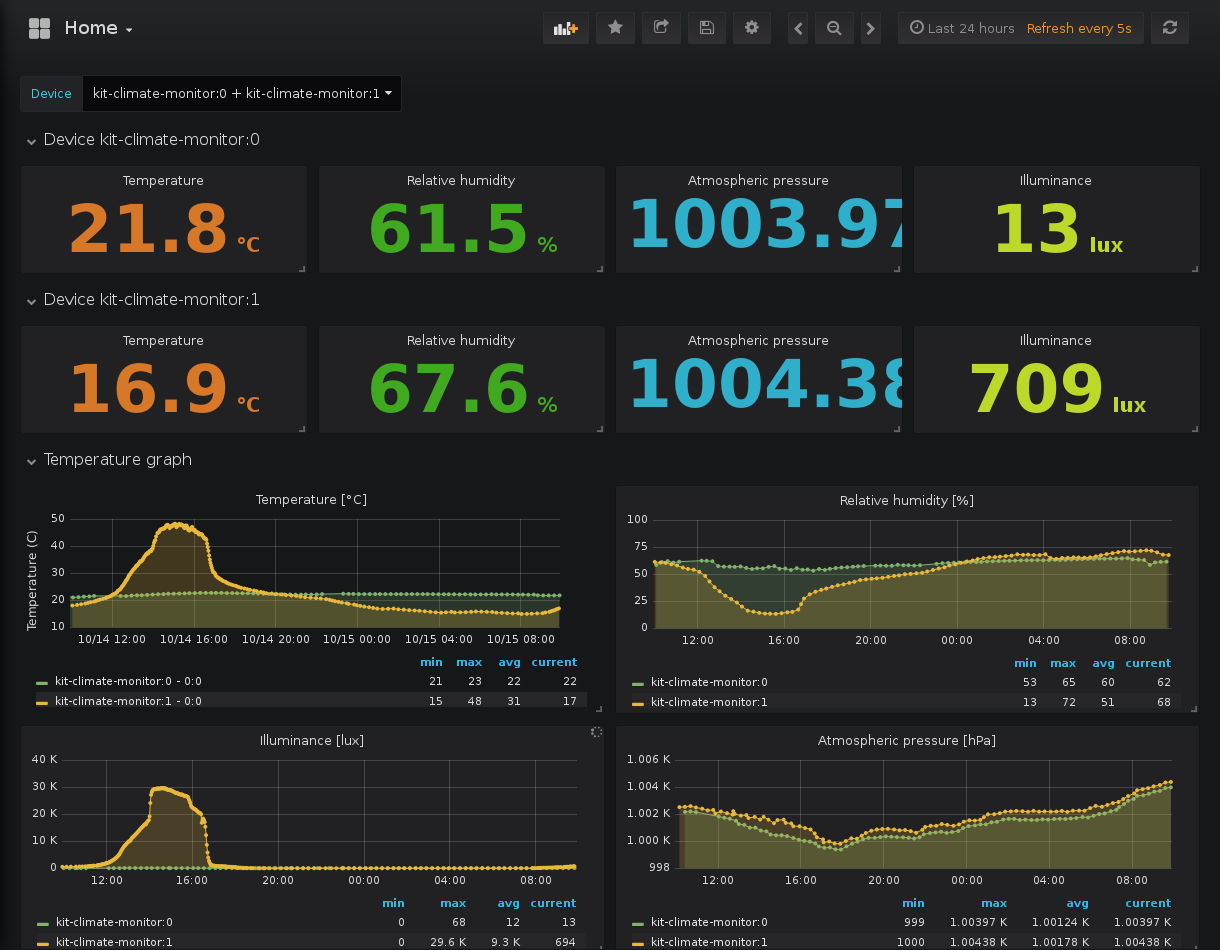 Home
Last 24 hours Refresh every 5s
Device kit-climate-monitor:0 + kit-climate-monitor:1
Device kit-climate-monitor:0
Temperature Relative humidity Atmospheric pressure Illuminance
21.8 °C 61.5 % 1003.97 13 lux
Device kit-climate-monitor:1
Temperature Relative humidity Atmospheric pressure Illuminance
16.9 °C 67.6 % 1004.38 709 lux
Temperature graph
Temperature [°C]
Temperature (C)
50
40
30
20
10
10/14 12:00 10/14 16:00 10/14 20:00 10/15 00:00 10/15 04:00 10/15 08:00
min max avg current
kit-climate-monitor:0 - 0:0 21 23 22 22
kit-climate-monitor:1 - 0:0 15 48 31 17
Relative humidity [%]
100
75
50
25
0
12:00 16:00 20:00 00:00 04:00 08:00
min max avg current
kit-climate-monitor:0 53 65 60 62
kit-climate-monitor:1 13 72 51 68
Illuminance [lux]
40 K
30 K
20 K
10 K
0
12:00 16:00 20:00 00:00 04:00 08:00
min max avg current
kit-climate-monitor:0 0 68 12 13
kit-climate-monitor:1 0 29.6 K 9.3 K 694
Atmospheric pressure [hPa]
1.006 K
1.004 K
1.002 K
1.000 K
998
12:00 16:00 20:00 00:00 04:00 08:00
min max avg current
kit-climate-monitor:0 999 1.00397 K 1.00124 K 1.00397 K
kit-climate-monitor:1 1000 1.00438 K 1.00178 K 1.00438 K